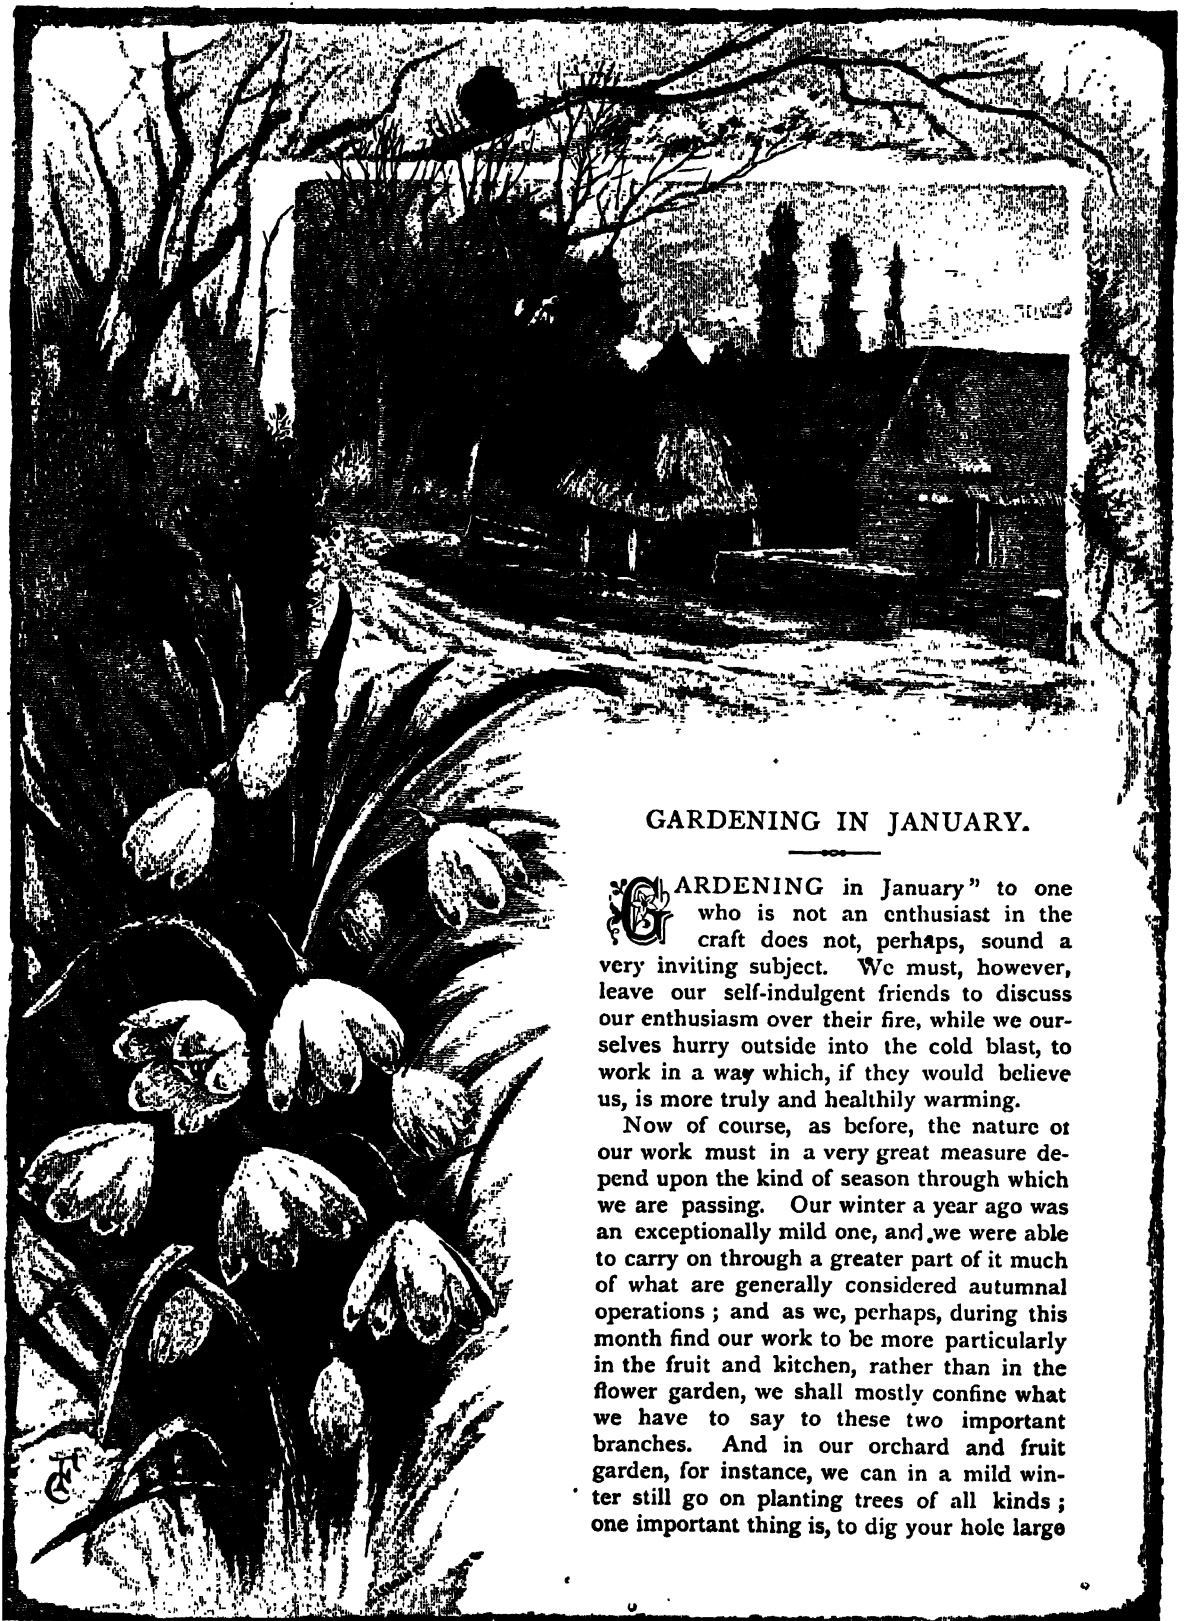 GARDENING IN JANUARY.
GARDENING in January” to one
who is not an enthusiast in the
craft does not, perhaps, sound a
very inviting subject. We must, however,
leave our self-indulgent friends to discuss
our enthusiasm over their fire, while we our-
selves hurry outside into the cold blast, to
work in a way which, if they would believe
us, is more truly and healthily warming.
Now of course, as before, the nature of
our work must in a very great measure de-
pend upon the kind of season through which
we are passing. Our winter a year ago was
an exceptionally mild one, and we were able
to carry on through a greater part of it much
of what are generally considered autumnal
operations ; and as we, perhaps, during this
month find our work to be more particularly
in the fruit and kitchen, rather than in the
flower garden, we shall mostly confine what
we have to say to these two important
branches. And in our orchard and fruit
garden, for instance, we can in a mild win-
ter still go on planting trees of all kinds ;
one important thing is, to dig your hole large